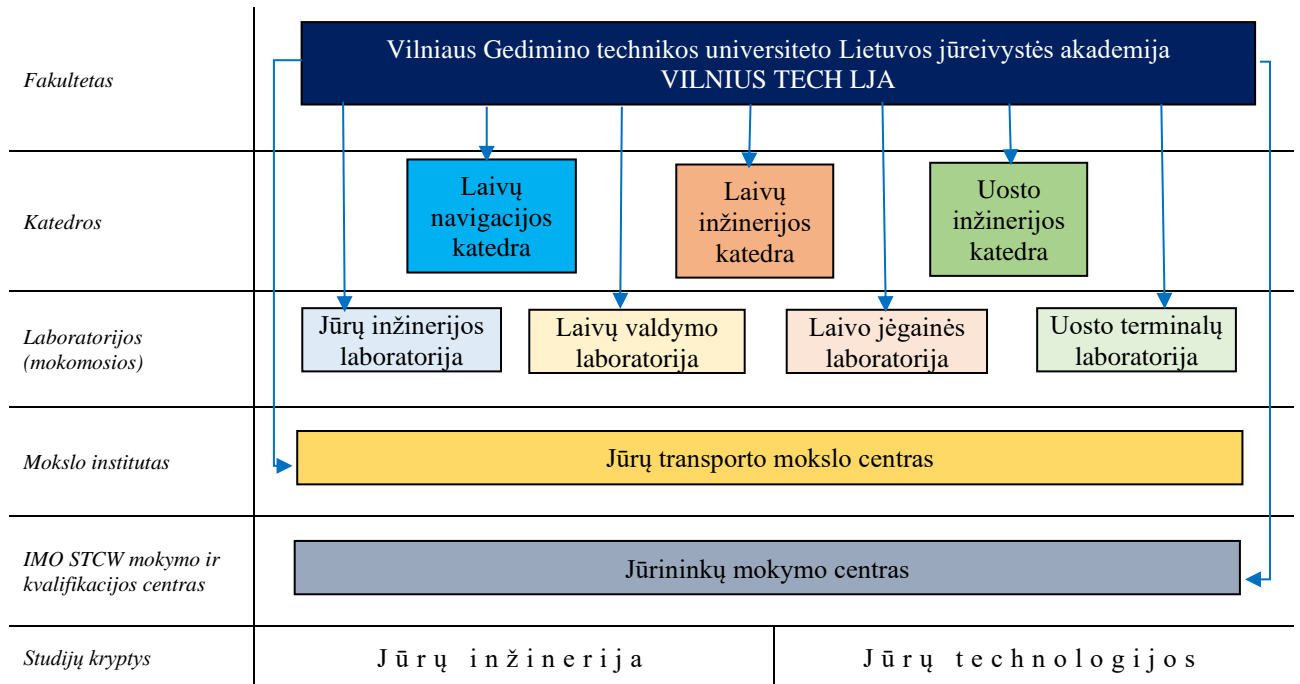 Fakultetas
Vilniaus Gedimino technikos universiteto Lietuvos jūreivystės akademija
VILNIUS TECH LJA
Katedros
Laivų
navigacijos
katedra
Laivų
inžinerijos
katedra
Uosto
inžinerijos
katedra
Laboratorijos
(mokomosios)
Jūrų inžinerijos
laboratorija
Laivų valdymo
laboratorija
Laivo jėgainės
laboratorija
Uosto terminalų
laboratorija
Mokslo institutas
Jūrų transporto mokslo centras
IMO STCW mokymo ir
kvalifikacijos centras
Jūrininkų mokymo centras
Studijų kryptys
Jūrų inžinerija
Jūrų technologijos